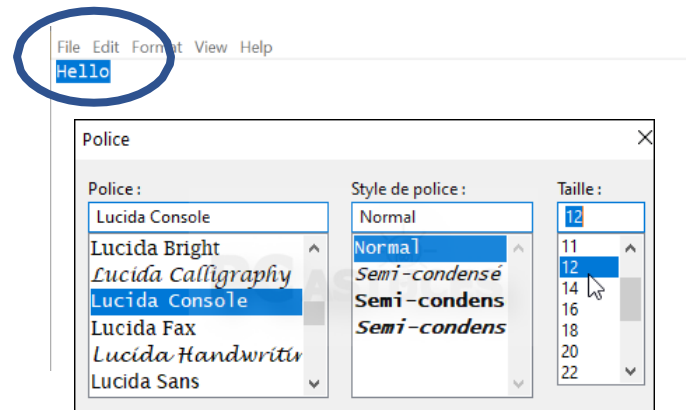 File Edit Format View Help
Hello
Police
Police : Style de police : Taille :
Lucida Console Normal 12
Lucida Bright Normal 11
Lucida Calligraphy Semi-condensé 12
Lucida Console Semi-condens 14
Lucida Fax Semi-condens 16
Lucida Handwritin 18
Lucida Sans 20
22